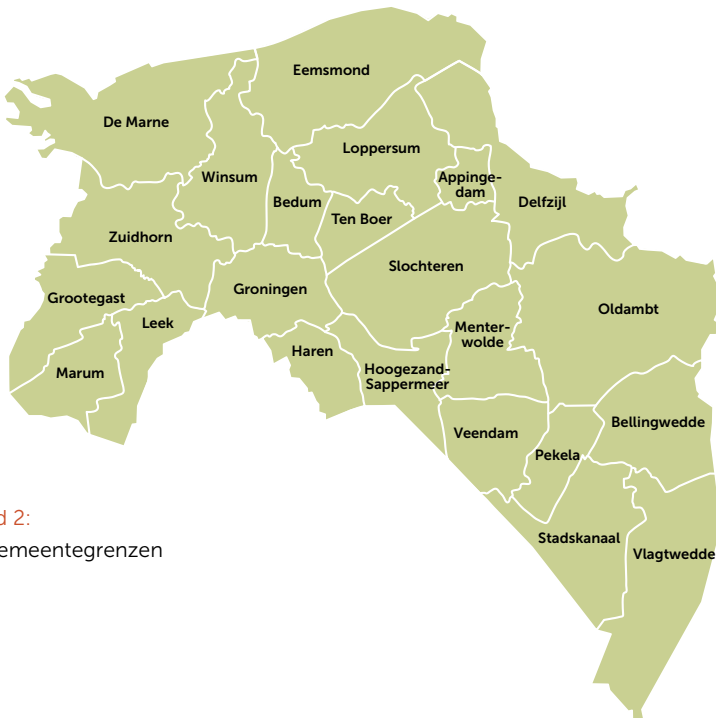 Eemsmond
De Marne
Loppersum
Winsum
Appinge-
dam
Bedum
Delfzijl
Ten Boer
Zuidhorn
Slochteren
Groningen
Grootegast
Oldambt
Leek
Menter-
wolde
Haren
Hoogezand-
Sappermeer
Marum
Bellingwedde
Veendam
Pekela
d 2:
emeentegrenzen
Stadskanaal
Vlagtwedde